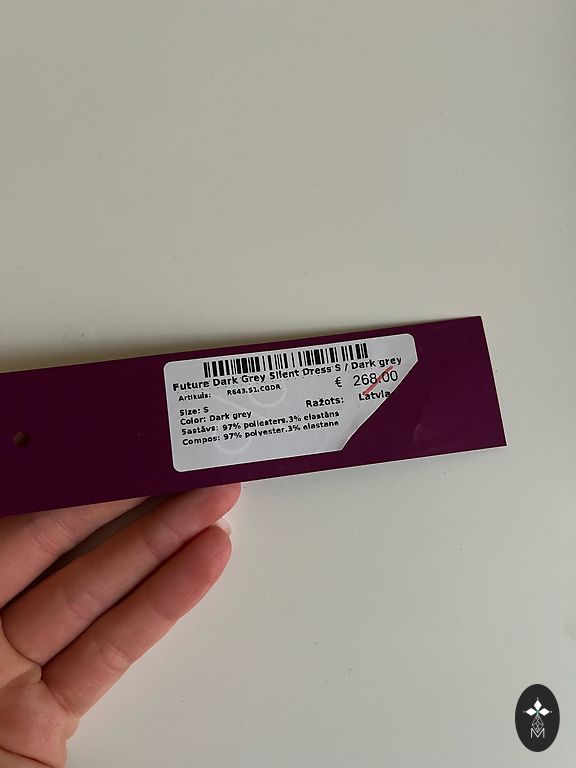 Future Dark Grey Silent Dress S / Dark grey
Artikuls: R643.S1.CGDR
€ 268.00
Size: S
Ražots: Latvia
Color: Dark grey
Sastāvs: 97% poliesters.3% elastāns
Compos: 97% polyester.3% elastane
M